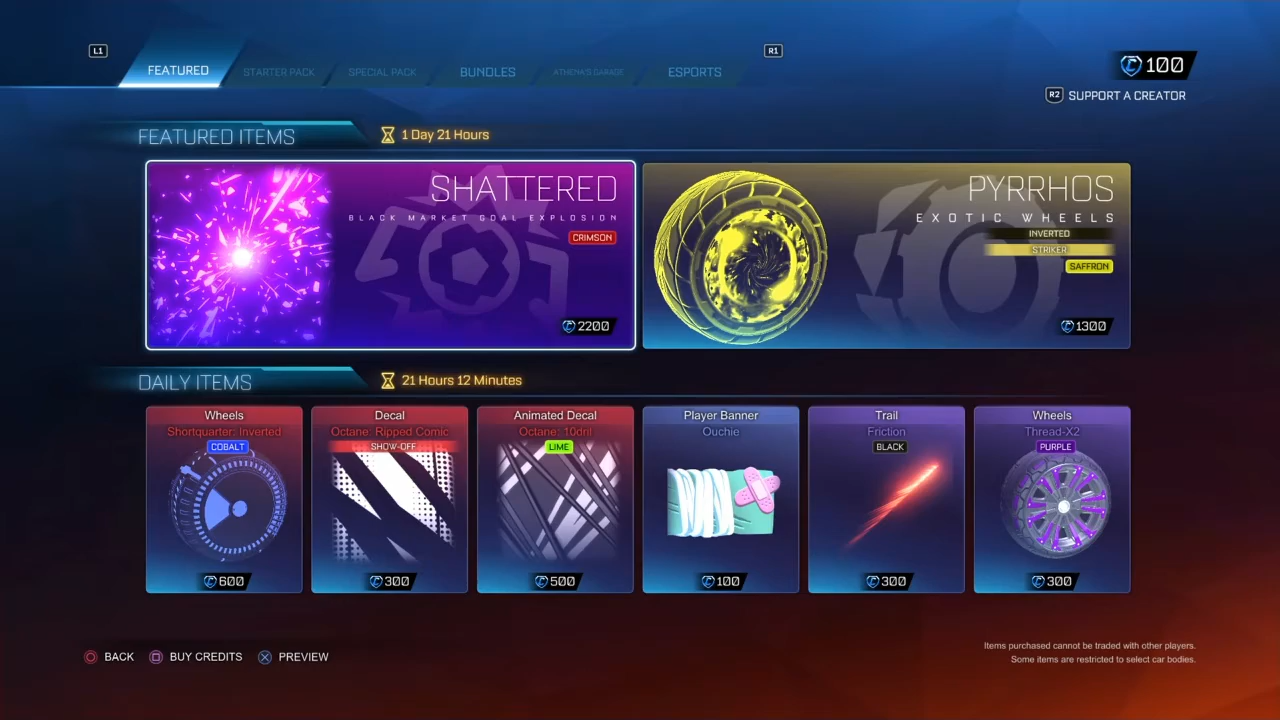 L1
R1
FEATURED
STARTER PACK
SPECIAL PACK
BUNDLES
ATHENA'S GARAGE
ESPORTS
100
R2 SUPPORT A CREATOR
FEATURED ITEMS
1 Day 21 Hours
SHATTERED
BLACK MARKET GOAL EXPLOSION
CRIMSON
2200
PYRRHOS
EXOTIC WHEELS
INVERTED
STRIKER
SAFFRON
1300
DAILY ITEMS
21 Hours 12 Minutes
Wheels
Shortquarter: Inverted
COBALT
600
Decal
Octane: Ripped Comic
SHOW-OFF
300
Animated Decal
Octane: 10dril
LIME
500
Player Banner
Ouchie
100
Trail
Friction
BLACK
300
Wheels
Thread-X2
PURPLE
300
BACK
BUY CREDITS
PREVIEW
Items purchased cannot be traded with other players.
Some items are restricted to select car bodies.